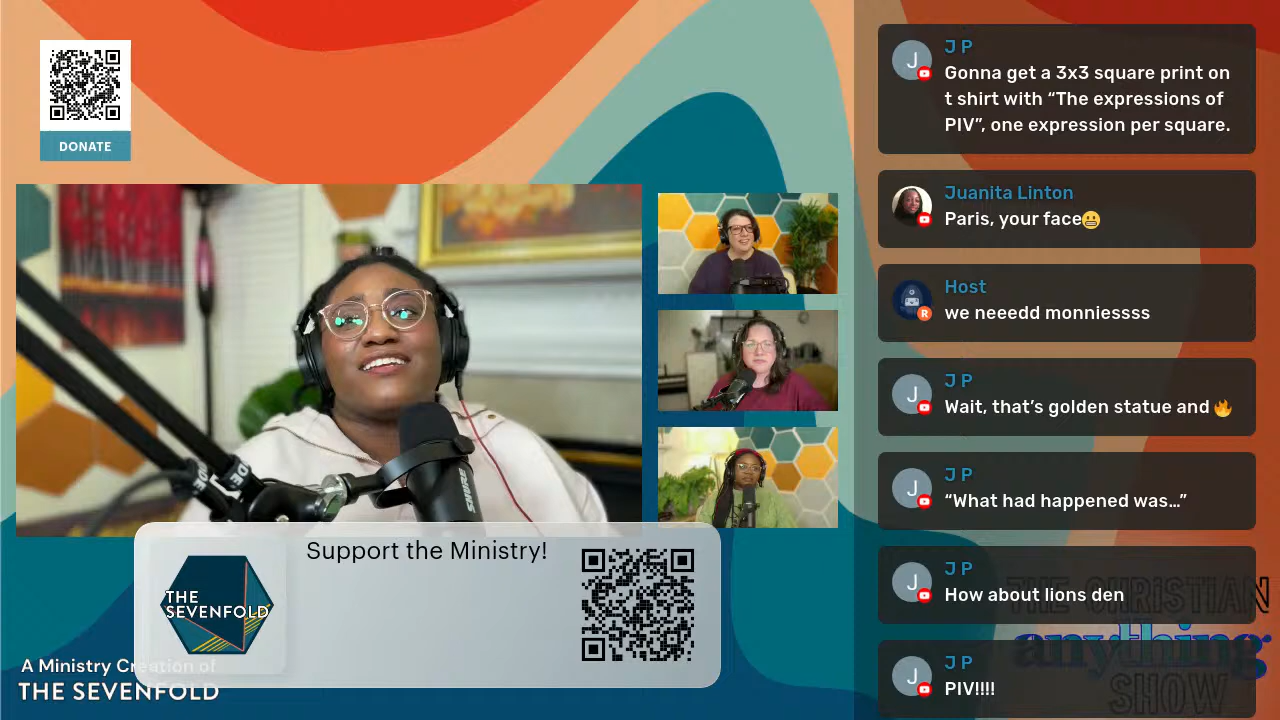 DONATE
Support the Ministry!
THE
SEVENFOLD
A Ministry Creation of
THE SEVENFOLD
J P
J
Gonna get a 3x3 square print on
t shirt with “The expressions of
PIV”, one expression per square.
Juanita Linton
Paris, your face😬
Host
R
we neeedd monniessss
J P
J
Wait, that’s golden statue and 🔥
J P
J
“What had happened was…”
J P
J
How about lions den
J P
J
PIV!!!!
THE CHRISTIAN
anything
SHOW